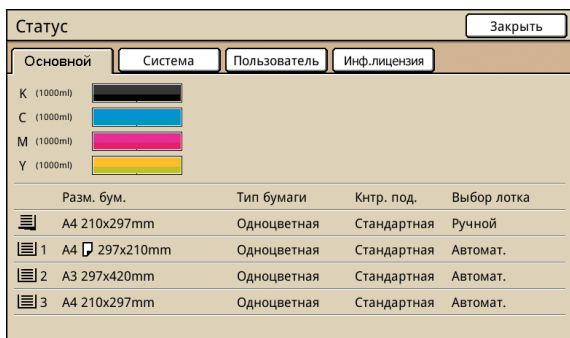 Статус Закрыть
Основной Система Пользователь Инф.лицензия
K (1000ml)
C (1000ml)
M (1000ml)
Y (1000ml)
Разм. бум. Тип бумаги Кнтр. под. Выбор лотка
A4 210x297mm Одноцветная Стандартная Ручной
1 A4 297x210mm Одноцветная Стандартная Автомат.
2 A3 297x420mm Одноцветная Стандартная Автомат.
3 A4 210x297mm Одноцветная Стандартная Автомат.